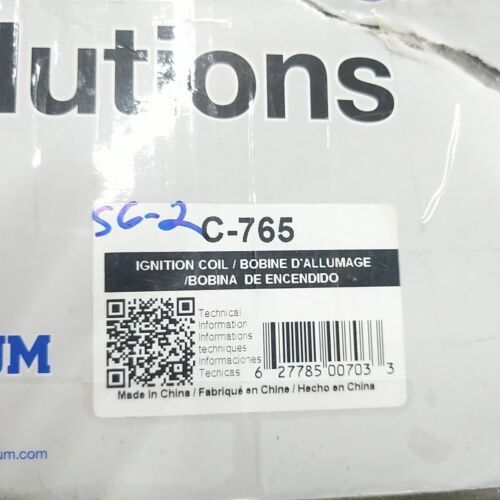 lutions
SG-2 C-765
IGNITION COIL / BOBINE D'ALLUMAGE
/BOBINA DE ENCENDIDO
Technical
Information
Informations
techniques
Informaciones
Tecnicas
6 27785 00703 3
Made in China / Fabriqué en Chine / Hecho en China
UM
um.com